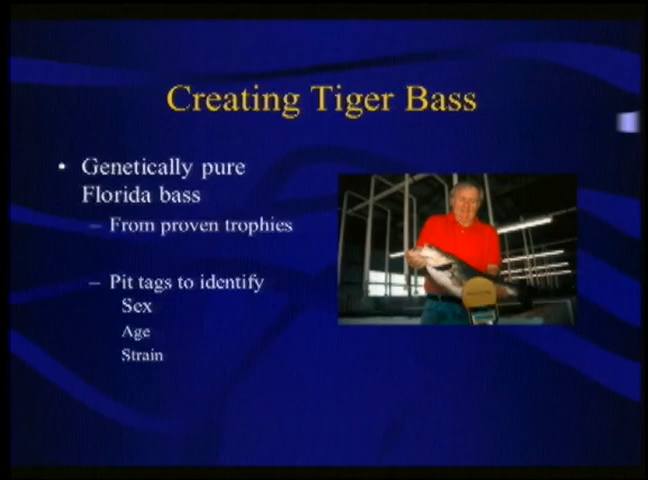 Creating Tiger Bass
• Genetically pure
Florida bass
– From proven trophies
– Pit tags to identify
Sex
Age
Strain